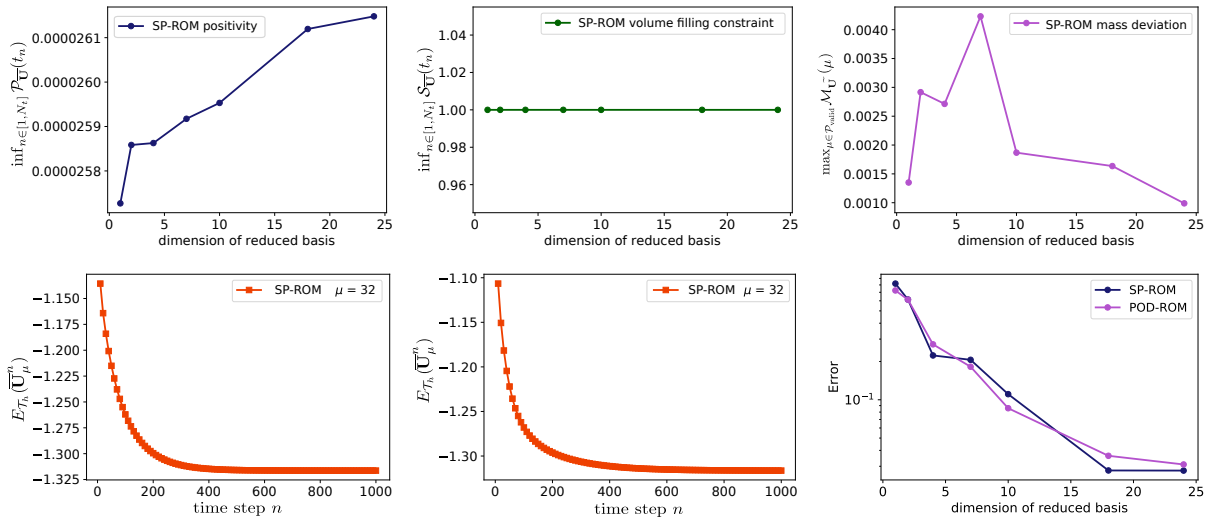 SP-ROM positivity
inf_{n∈[1,N_t]} 𝒫_{\overline{U}}(t_n)
0.0000261
0.0000260
0.0000259
0.0000258
0 5 10 15 20 25
dimension of reduced basis
SP-ROM volume filling constraint
inf_{n∈[1,N_t]} 𝒮_{\overline{U}}(t_n)
1.04
1.02
1.00
0.98
0.96
0 5 10 15 20 25
dimension of reduced basis
SP-ROM mass deviation
max_{μ∈𝒫_valid} ℳ_{\overline{U}}(μ)
0.0040
0.0035
0.0030
0.0025
0.0020
0.0015
0.0010
0 5 10 15 20 25
dimension of reduced basis
SP-ROM μ = 32
E_{𝒯_h}(\overline{U}^n_μ)
−1.150
−1.175
−1.200
−1.225
−1.250
−1.275
−1.300
−1.325
0 200 400 600 800 1000
time step n
SP-ROM μ = 32
E_{𝒯_h}(\overline{U}^n_μ)
−1.10
−1.15
−1.20
−1.25
−1.30
0 200 400 600 800 1000
time step n
SP-ROM
POD-ROM
Error
10⁻¹
0 5 10 15 20 25
dimension of reduced basis